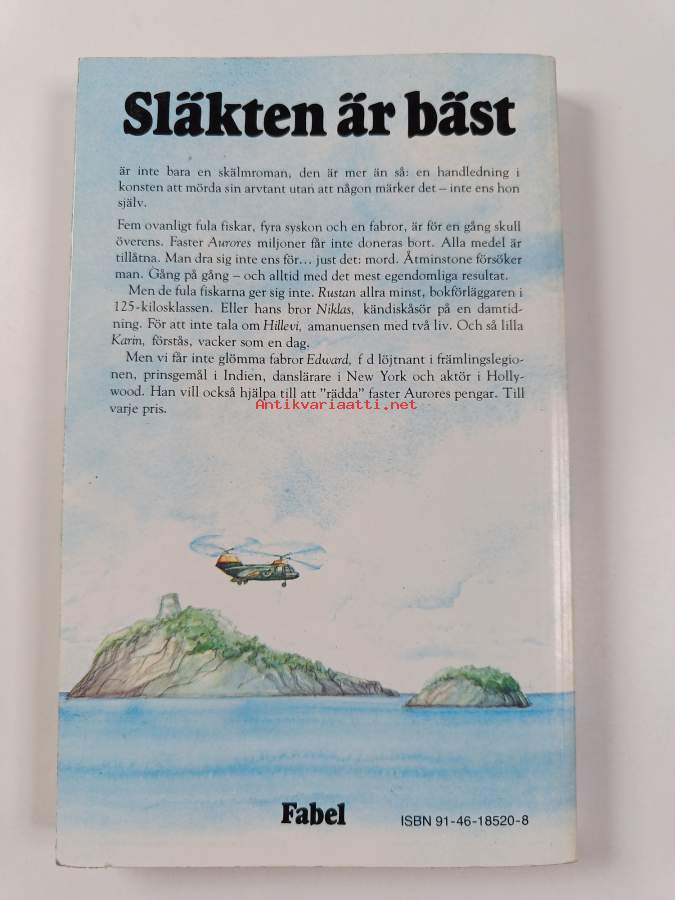 Släkten är bäst
är inte bara en skälmroman, den är mer än så: en handledning i
konsten att mörda sin arvtant utan att någon märker det – inte ens hon
själv.
Fem ovanligt fula fiskar, fyra syskon och en fabror, är för en gång skull
överens. Faster Aurores miljoner får inte doneras bort. Alla medel är
tillåtna. Man dra sig inte ens för... just det: mord. Åtminstone försöker
man. Gång på gång – och alltid med det mest egendomliga resultat.
Men de fula fiskarna ger sig inte. Rustan allra minst, bokförläggaren i
125-kilosklassen. Eller hans bror Niklas, kändiskåsör på en damtid-
ning. För att inte tala om Hillevi, amanuensen med två liv. Och så lilla
Karin, förstås, vacker som en dag.
Men vi får inte glömma fabror Edward, f d löjtnant i främlingslegio-
nen, prinsgemål i Indien, danslärare i New York och aktör i Holly-
wood. Han vill också hjälpa till att ”rädda” faster Aurores pengar. Till
varje pris.
Antikvariaatti.net
Fabel
ISBN 91-46-18520-8